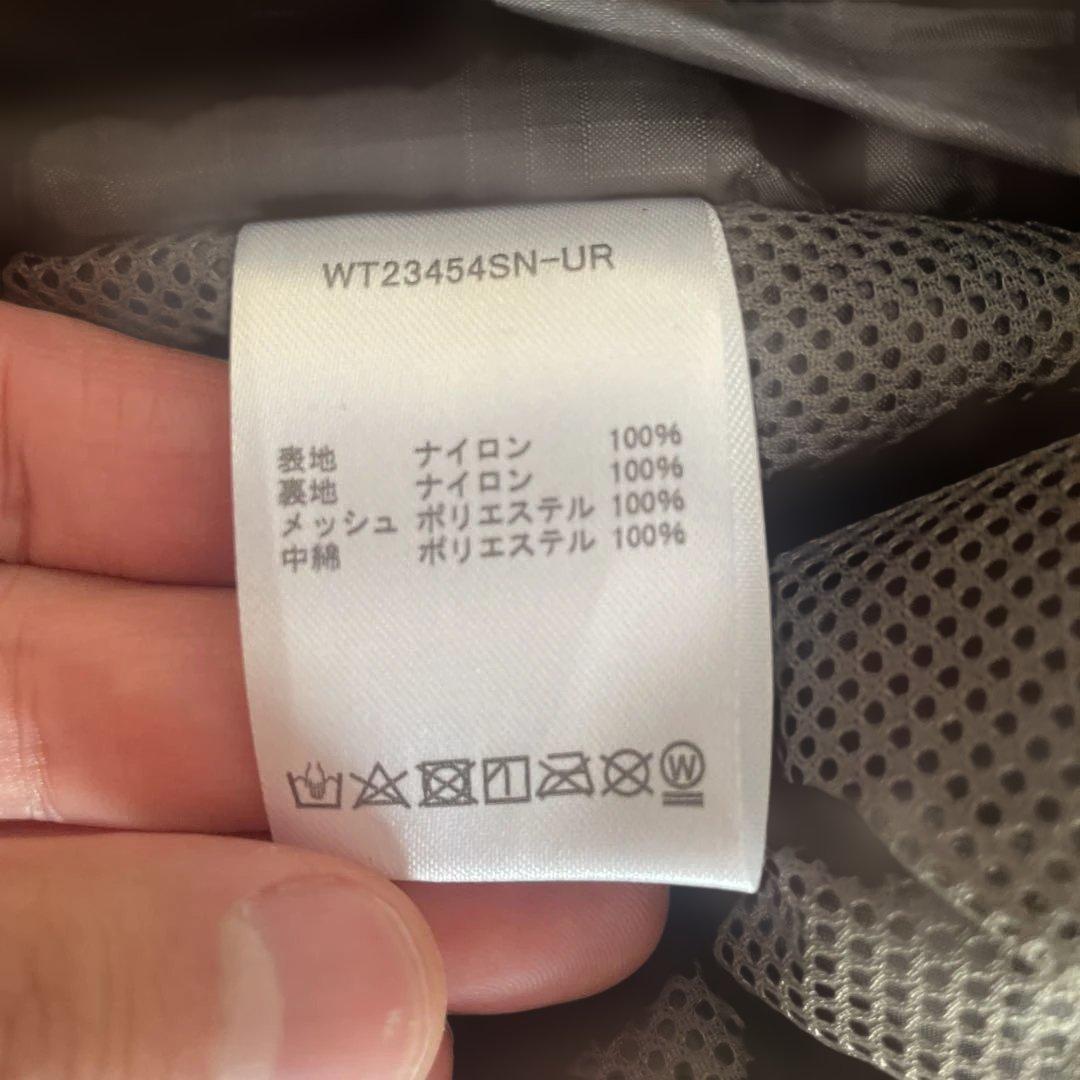 WT23454SN-UR
表地 ナイロン 100%
裏地 ナイロン 100%
メッシュ ポリエステル 100%
中綿 ポリエステル 100%
W